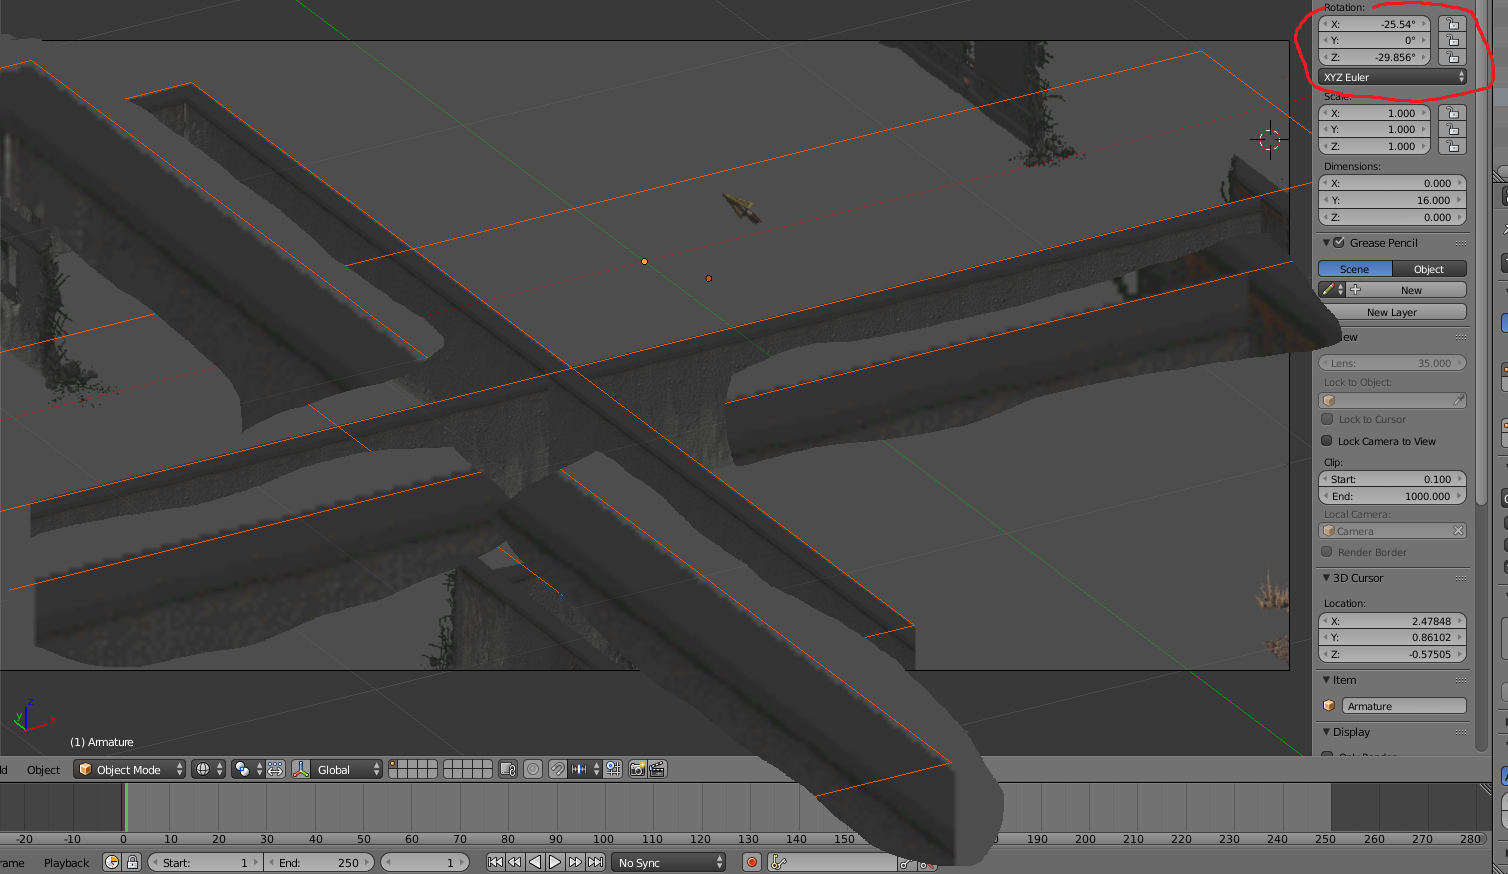 Rotation:
X: -25.54°
Y: 0°
Z: -29.856°
XYZ Euler
Scale:
X: 1.000
Y: 1.000
Z: 1.000
Dimensions:
X: 0.000
Y: 16.000
Z: 0.000
Grease Pencil
Scene Object
New
New Layer
ew
Lens: 35.000
Lock to Object:
Lock to Cursor
Lock Camera to View
Clip:
Start: 0.100
End: 1000.000
Local Camera:
Camera
Render Border
3D Cursor
Location:
X: 2.47848
Y: 0.86102
Z: -0.57505
Item
Armature
Display
z
y
(1) Armature
d Object Object Mode Global
-20 -10 10 20 30 40 50 60 70 80 90 100 110 120 130 140 150 190 200 210 220 230 240 250 260 270 280
rame Playback Start: 1 End: 250 1 No Sync